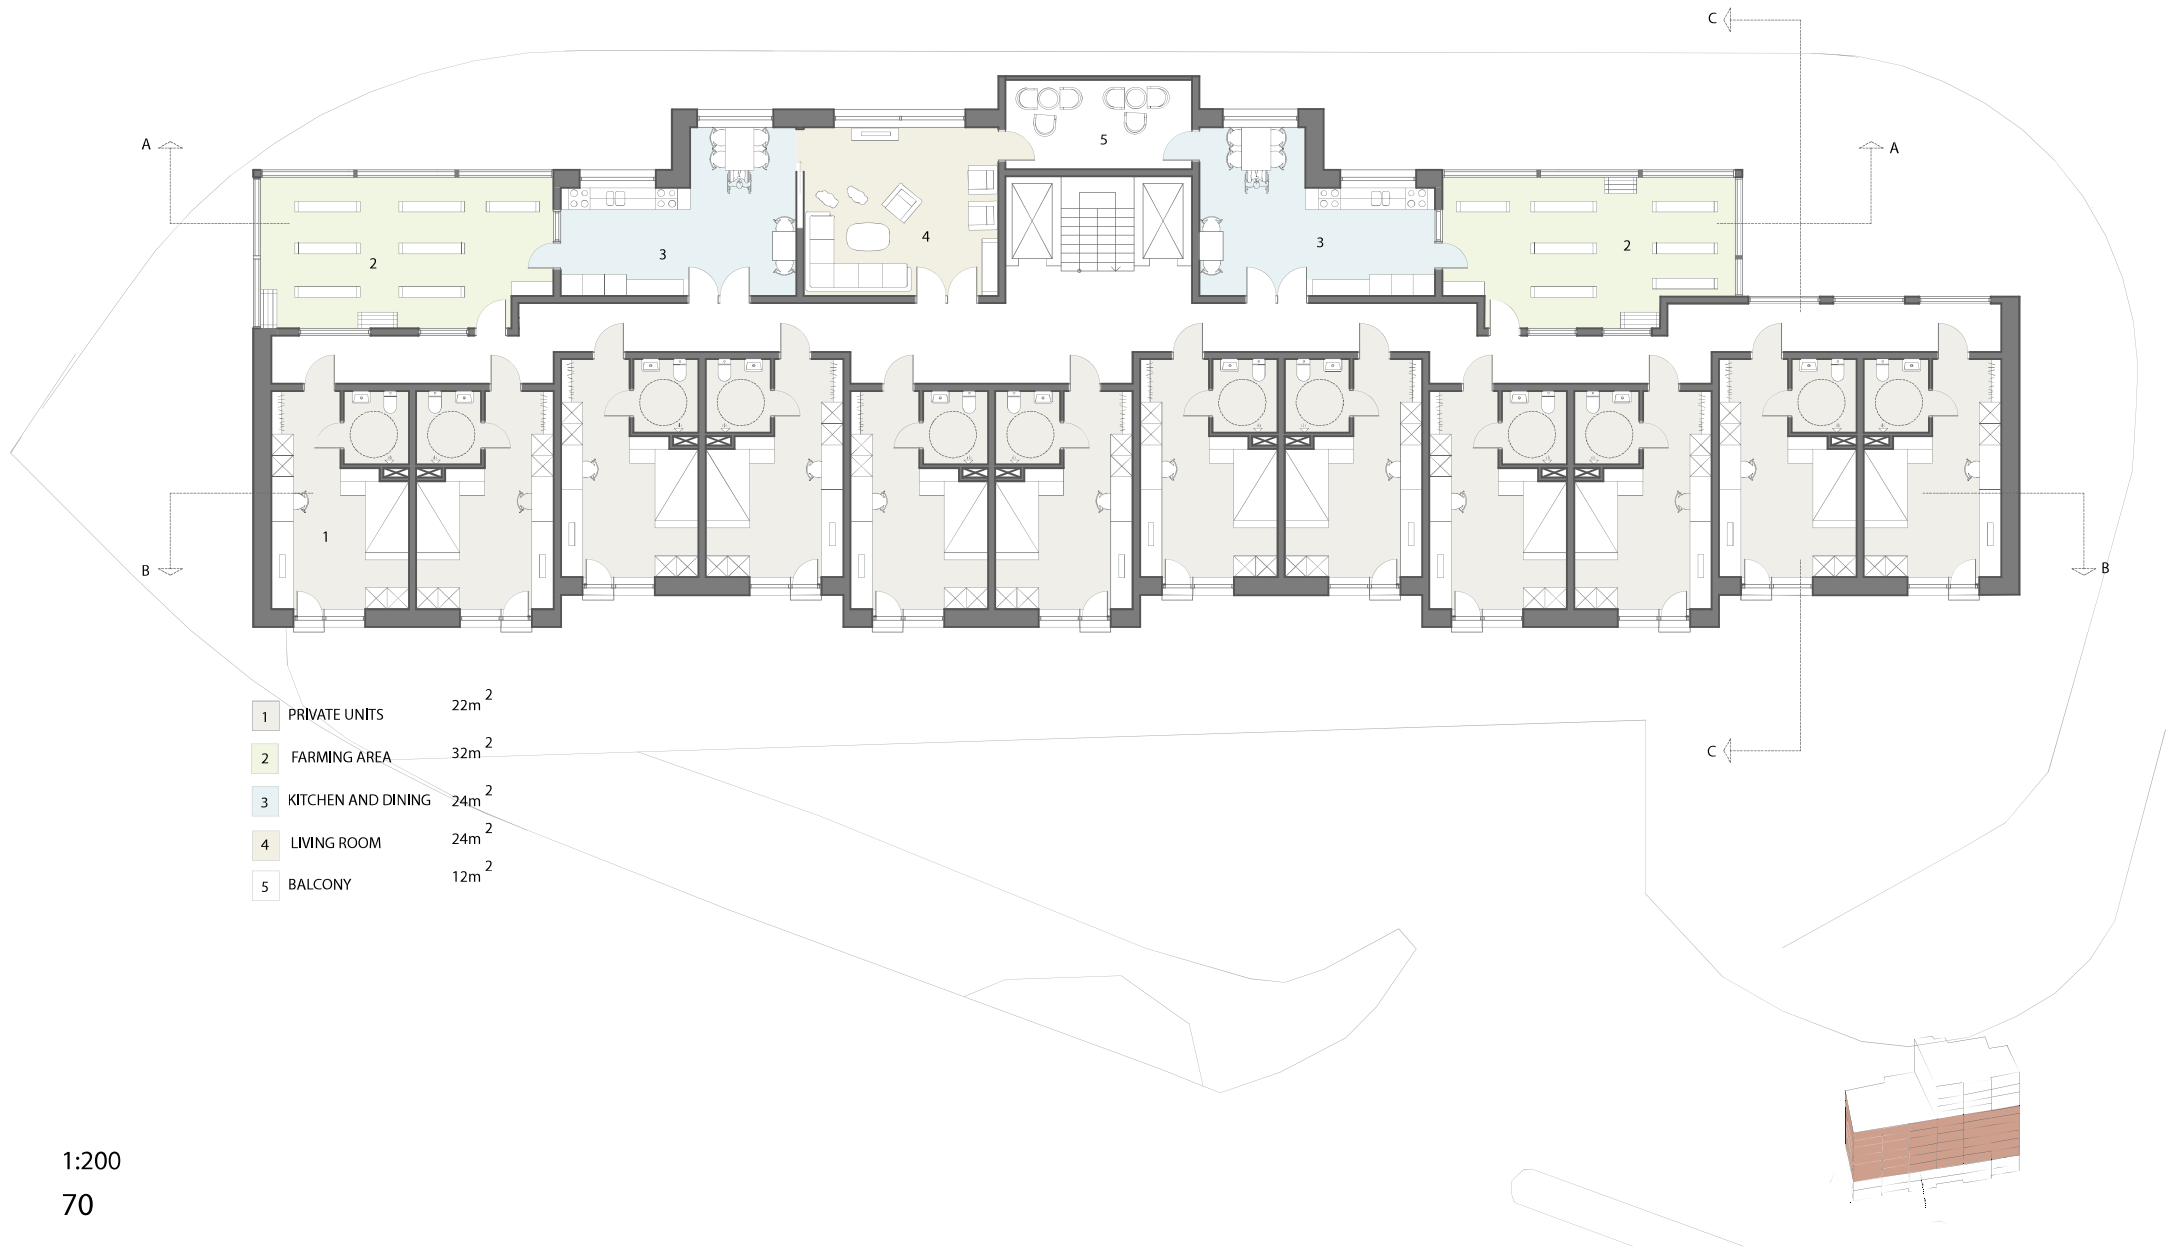 C
5
A
A
4
3
3
2
2
1
B
B
1 PRIVATE UNITS 22m²
2 FARMING AREA 32m²
3 KITCHEN AND DINING 24m²
4 LIVING ROOM 24m²
5 BALCONY 12m²
C
1:200
70